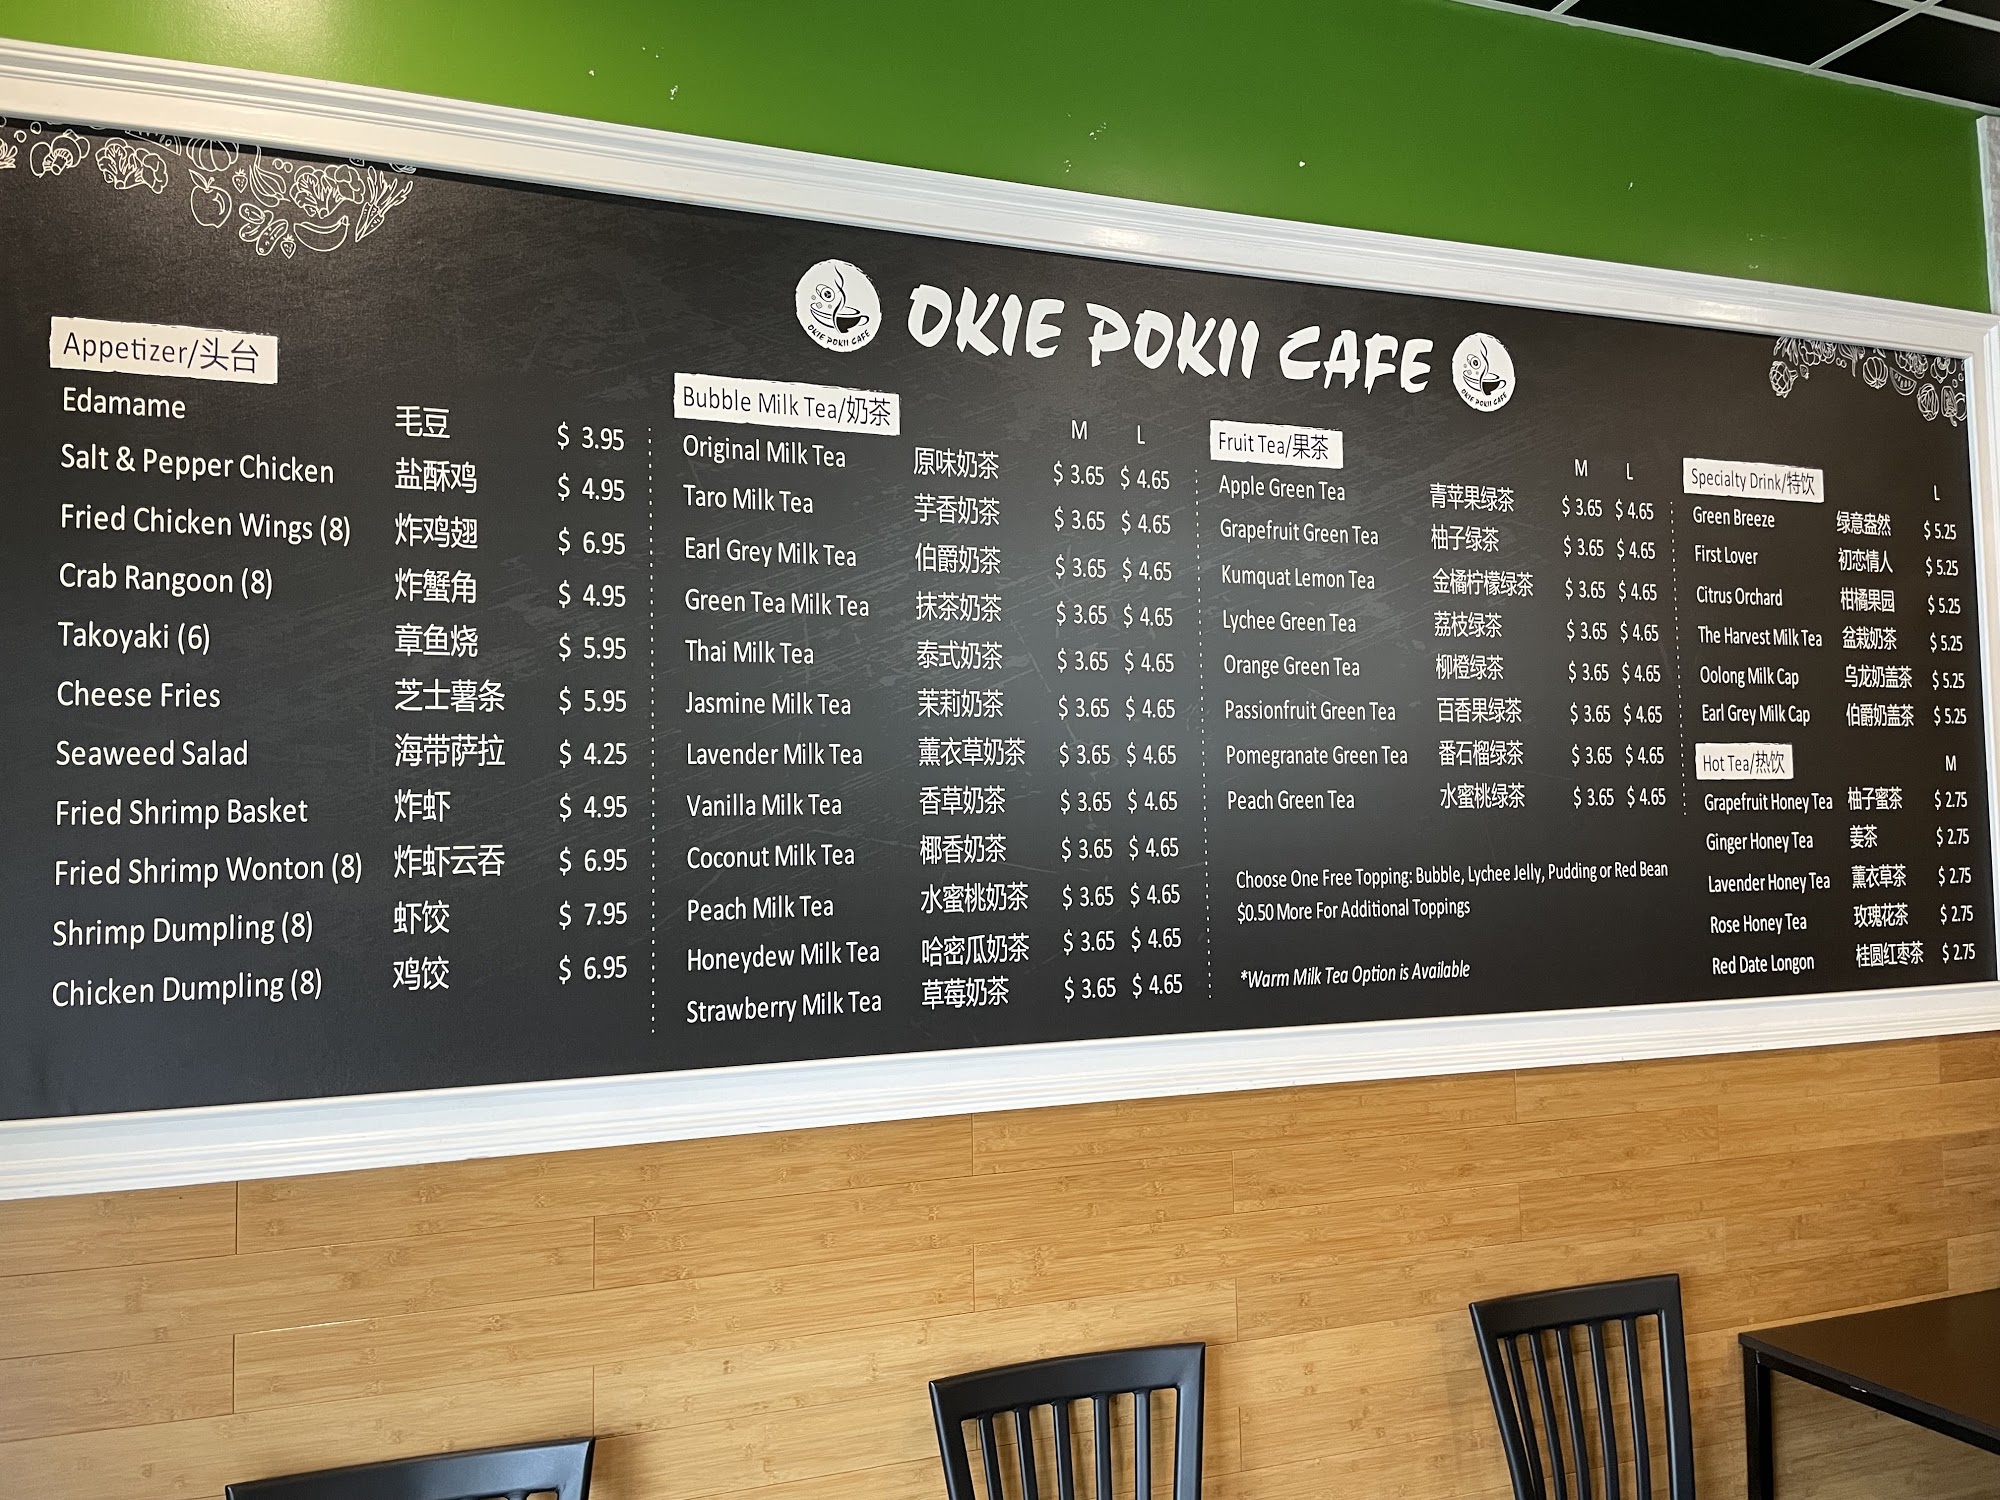 OKIE POKII CAFE
OKIE POKII CAFE
OKIE POKII CAFE
Appetizer/头台
Edamame 毛豆 $ 3.95
Salt & Pepper Chicken 盐酥鸡 $ 4.95
Fried Chicken Wings (8) 炸鸡翅 $ 6.95
Crab Rangoon (8) 炸蟹角 $ 4.95
Takoyaki (6) 章鱼烧 $ 5.95
Cheese Fries 芝士薯条 $ 5.95
Seaweed Salad 海带萨拉 $ 4.25
Fried Shrimp Basket 炸虾 $ 4.95
Fried Shrimp Wonton (8) 炸虾云吞 $ 6.95
Shrimp Dumpling (8) 虾饺 $ 7.95
Chicken Dumpling (8) 鸡饺 $ 6.95
Bubble Milk Tea/奶茶 M L
Original Milk Tea 原味奶茶 $ 3.65 $ 4.65
Taro Milk Tea 芋香奶茶 $ 3.65 $ 4.65
Earl Grey Milk Tea 伯爵奶茶 $ 3.65 $ 4.65
Green Tea Milk Tea 抹茶奶茶 $ 3.65 $ 4.65
Thai Milk Tea 泰式奶茶 $ 3.65 $ 4.65
Jasmine Milk Tea 茉莉奶茶 $ 3.65 $ 4.65
Lavender Milk Tea 薰衣草奶茶 $ 3.65 $ 4.65
Vanilla Milk Tea 香草奶茶 $ 3.65 $ 4.65
Coconut Milk Tea 椰香奶茶 $ 3.65 $ 4.65
Peach Milk Tea 水蜜桃奶茶 $ 3.65 $ 4.65
Honeydew Milk Tea 哈密瓜奶茶 $ 3.65 $ 4.65
Strawberry Milk Tea 草莓奶茶 $ 3.65 $ 4.65
Fruit Tea/果茶 M L
Apple Green Tea 青苹果绿茶 $ 3.65 $ 4.65
Grapefruit Green Tea 柚子绿茶 $ 3.65 $ 4.65
Kumquat Lemon Tea 金橘柠檬绿茶 $ 3.65 $ 4.65
Lychee Green Tea 荔枝绿茶 $ 3.65 $ 4.65
Orange Green Tea 柳橙绿茶 $ 3.65 $ 4.65
Passionfruit Green Tea 百香果绿茶 $ 3.65 $ 4.65
Pomegranate Green Tea 番石榴绿茶 $ 3.65 $ 4.65
Peach Green Tea 水蜜桃绿茶 $ 3.65 $ 4.65
Choose One Free Topping: Bubble, Lychee Jelly, Pudding or Red Bean
$0.50 More For Additional Toppings
*Warm Milk Tea Option is Available
Specialty Drink/特饮 L
Green Breeze 绿意盎然 $ 5.25
First Lover 初恋情人 $ 5.25
Citrus Orchard 柑橘果园 $ 5.25
The Harvest Milk Tea 盆栽奶茶 $ 5.25
Oolong Milk Cap 乌龙奶盖茶 $ 5.25
Earl Grey Milk Cap 伯爵奶盖茶 $ 5.25
Hot Tea/热饮 M
Grapefruit Honey Tea 柚子蜜茶 $ 2.75
Ginger Honey Tea 姜茶 $ 2.75
Lavender Honey Tea 薰衣草茶 $ 2.75
Rose Honey Tea 玫瑰花茶 $ 2.75
Red Date Longon 桂圆红枣茶 $ 2.75